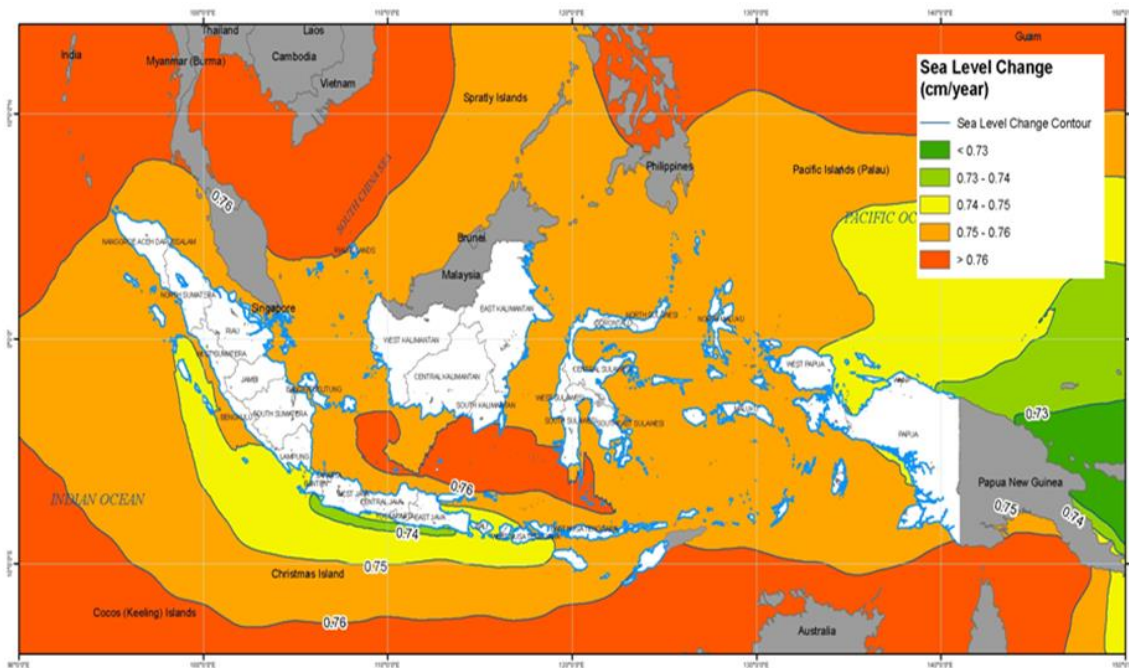 India
Thailand
Myanmar (Burma)
Laos
Cambodia
Vietnam
Spratly Islands
Philippines
Guam
Sea Level Change
(cm/year)
Sea Level Change Contour
< 0.73
0.73 - 0.74
0.74 - 0.75
0.75 - 0.76
> 0.76
Pacific Islands (Palau)
PACIFIC OC
SOUTH CHINA SEA
0.76
Brunei
Malaysia
Singapore
NORTH SUMATERA
RIAU
WEST SUMATERA
JAMBI
BENGKULU
SOUTH SUMATERA
LAMPUNG
WEST KALIMANTAN
EAST KALIMANTAN
CENTRAL KALIMANTAN
SOUTH KALIMANTAN
NORTH SULAWESI
WEST PAPUA
PAPUA
Papua New Guinea
0.73
0.75
0.74
0.76
WEST JAVA
CENTRAL JAVA
EAST JAVA
0.74
0.75
0.76
INDIAN OCEAN
Christmas Island
Cocos (Keeling) Islands
Australia